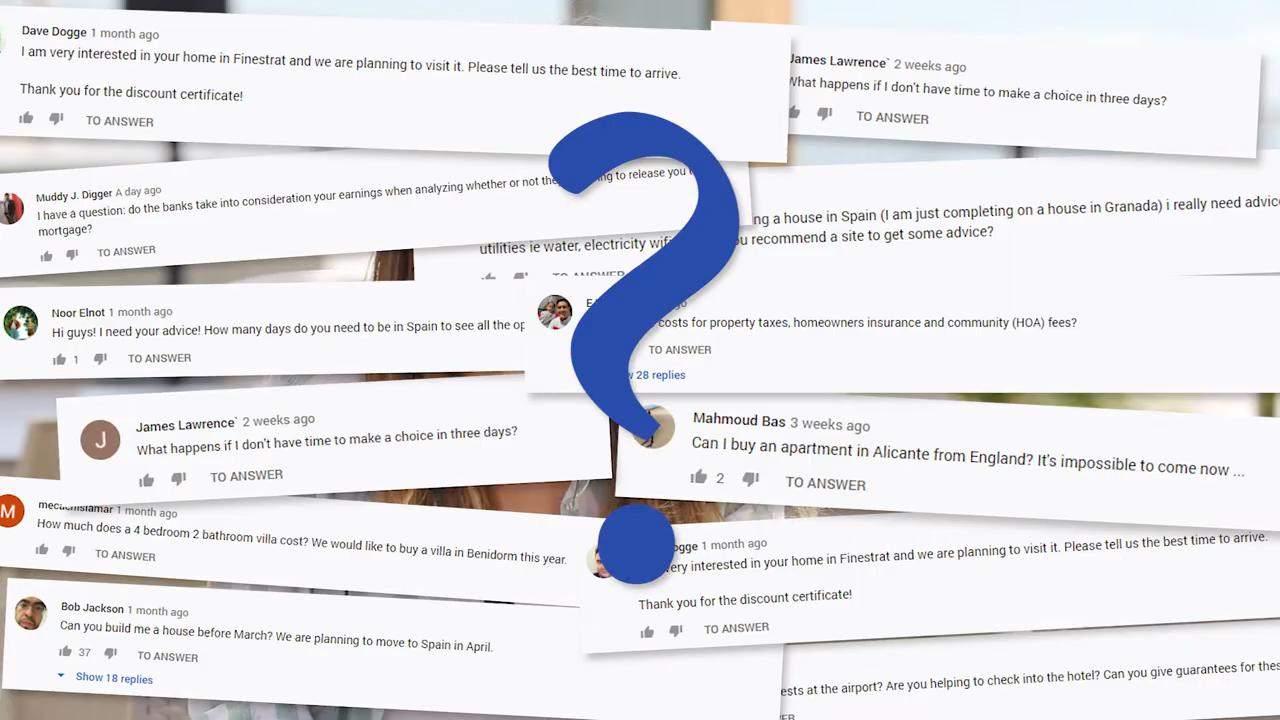 Dave Dogge 1 month ago
I am very interested in your home in Finestrat and we are planning to visit it. Please tell us the best time to arrive.
Thank you for the discount certificate!
TO ANSWER
James Lawrence` 2 weeks ago
What happens if I don't have time to make a choice in three days?
TO ANSWER
Muddy J. Digger A day ago
I have a question: do the banks take into consideration your earnings when analyzing whether or not to release you
mortgage?
TO ANSWER
ng a house in Spain (I am just completing on a house in Granada) i really need advice
utilities ie water, electricity wifi u recommend a site to get some advice?
TO ANSWER
Noor Elnot 1 month ago
Hi guys! I need your advice! How many days do you need to be in Spain to see all the op
1 TO ANSWER
costs for property taxes, homeowners insurance and community (HOA) fees?
TO ANSWER
w 28 replies
James Lawrence` 2 weeks ago
What happens if I don't have time to make a choice in three days?
J
TO ANSWER
Mahmoud Bas 3 weeks ago
Can I buy an apartment in Alicante from England? It's impossible to come now ...
2 TO ANSWER
M
1 month ago
How much does a 4 bedroom 2 bathroom villa cost? We would like to buy a villa in Benidorm this year.
TO ANSWER
ogge 1 month ago
very interested in your home in Finestrat and we are planning to visit it. Please tell us the best time to arrive.
Thank you for the discount certificate!
TO ANSWER
Bob Jackson 1 month ago
Can you build me a house before March? We are planning to move to Spain in April.
37 TO ANSWER
Show 18 replies
ests at the airport? Are you helping to check into the hotel? Can you give guarantees for thes
ER
?